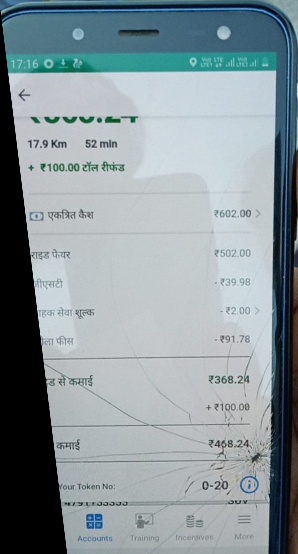 17:16
17.9 Km 52 min
+ ₹100.00 टॉल रीफंड
एकत्रित कैश ₹602.00
राइड फेयर ₹502.00
जीएसटी - ₹39.98
हक सेवा शूल्क - ₹2.00
ला फीस - ₹91.78
ड से कमाई ₹368.24
+ ₹100.00
कमाई ₹468.24
Your Token No: 0-20
Accounts Training Incentives More